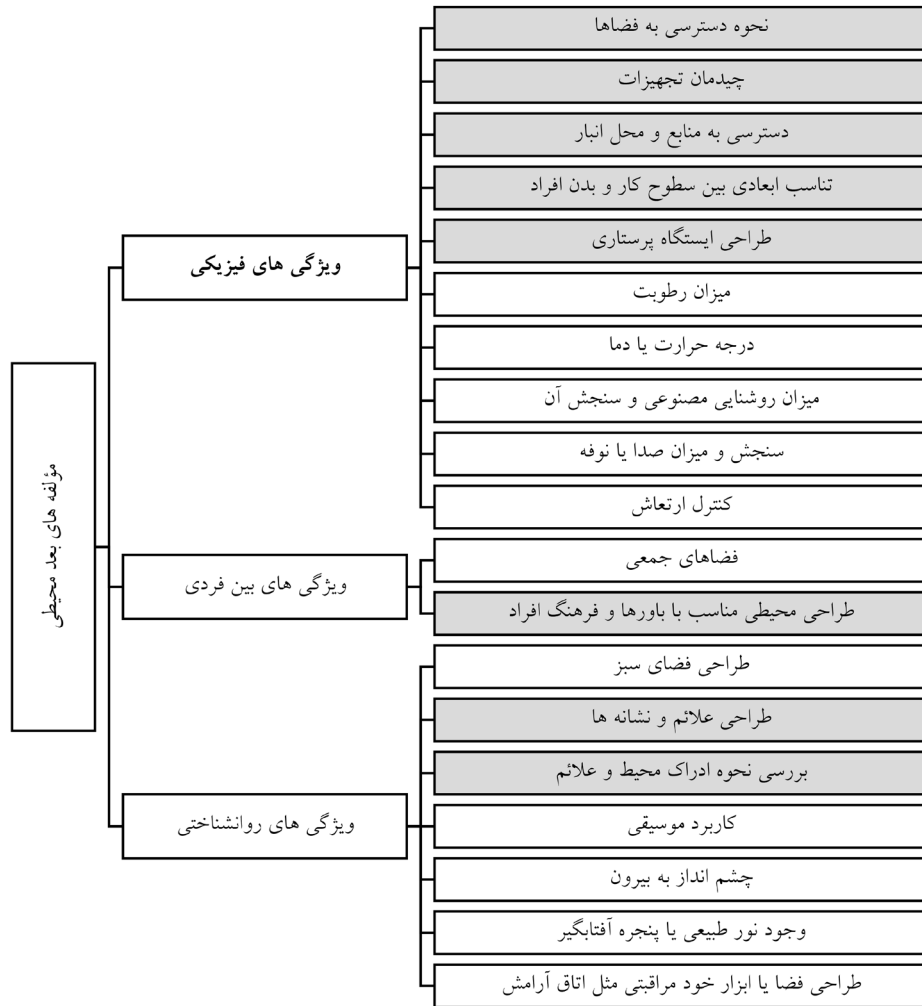 مؤلفه های بعد محیطی
ویژگی های فیزیکی
نحوه دسترسی به فضاها
چیدمان تجهیزات
دسترسی به منابع و محل انبار
تناسب ابعادی بین سطوح کار و بدن افراد
طراحی ایستگاه پرستاری
میزان رطوبت
درجه حرارت یا دما
میزان روشنایی مصنوعی و سنجش آن
سنجش و میزان صدا یا نوفه
کنترل ارتعاش
ویژگی های بین فردی
فضاهای جمعی
طراحی محیطی مناسب با باورها و فرهنگ افراد
ویژگی های روانشناختی
طراحی فضای سبز
طراحی علائم و نشانه ها
بررسی نحوه ادراک محیط و علائم
کاربرد موسیقی
چشم انداز به بیرون
وجود نور طبیعی یا پنجره آفتابگیر
طراحی فضا یا ابزار خود مراقبتی مثل اتاق آرامش